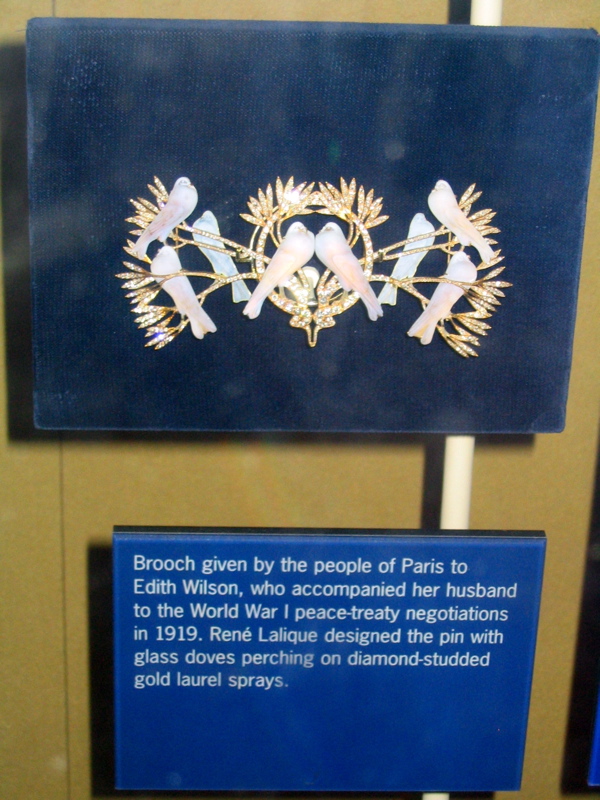 Brooch given by the people of Paris to
Edith Wilson, who accompanied her husband
to the World War I peace-treaty negotiations
in 1919. René Lalique designed the pin with
glass doves perching on diamond-studded
gold laurel sprays.